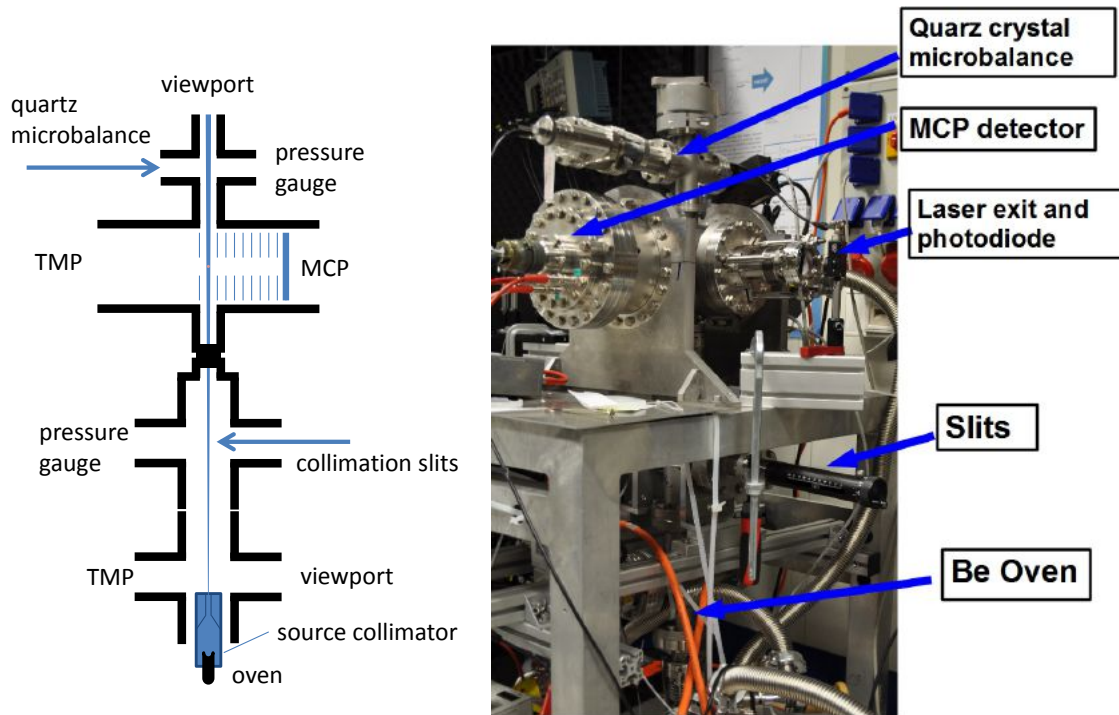 viewport
quartz
microbalance
pressure
gauge
TMP
MCP
pressure
gauge
collimation slits
TMP
viewport
source collimator
oven
Quarz crystal
microbalance
MCP detector
Laser exit and
photodiode
Slits
Be Oven